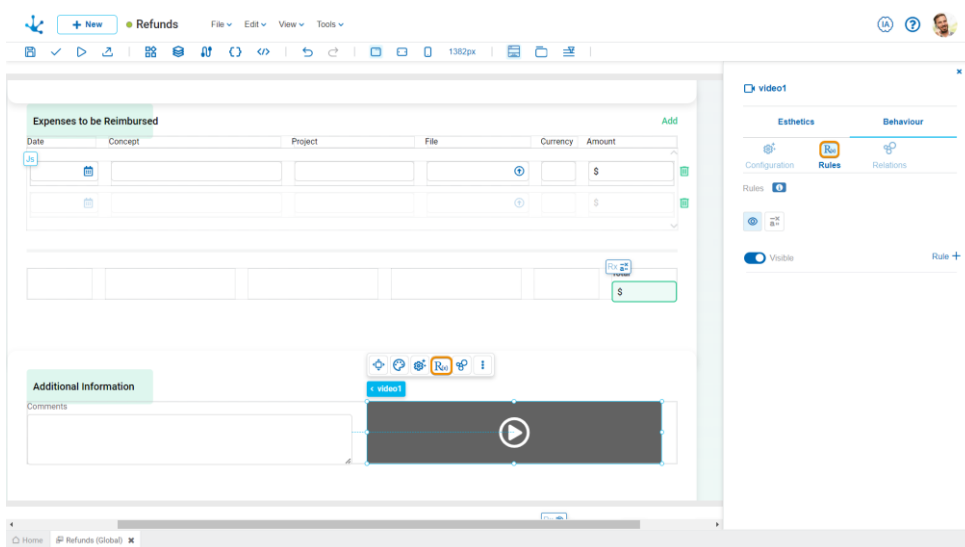 + New
Refunds
File
Edit
View
Tools
IA
?
1382px
video1
Esthetics
Behaviour
Configuration
Rules
Relations
Rules
Visible
Rule +
Expenses to be Reimbursed
Add
Date
Concept
Project
File
Currency
Amount
Js
$
$
Rx
Total
$
R(x)
Additional Information
< video1
Comments
Home
Refunds (Global)